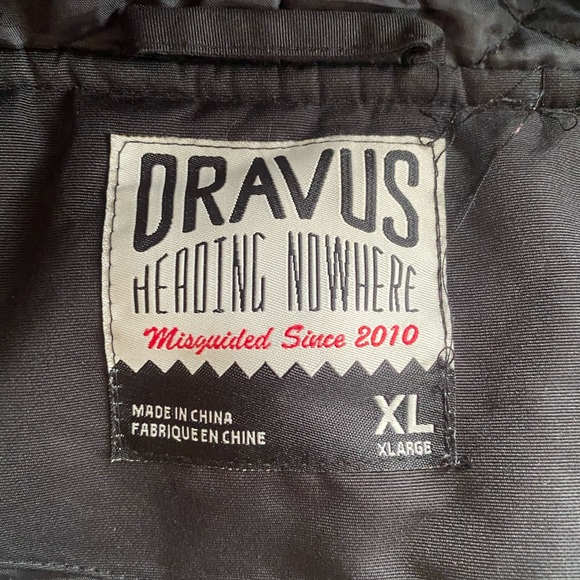 DRAVUS
HEADING NOWHERE
Misguided Since 2010
MADE IN CHINA
FABRIQUE EN CHINE
XL
XLARGE